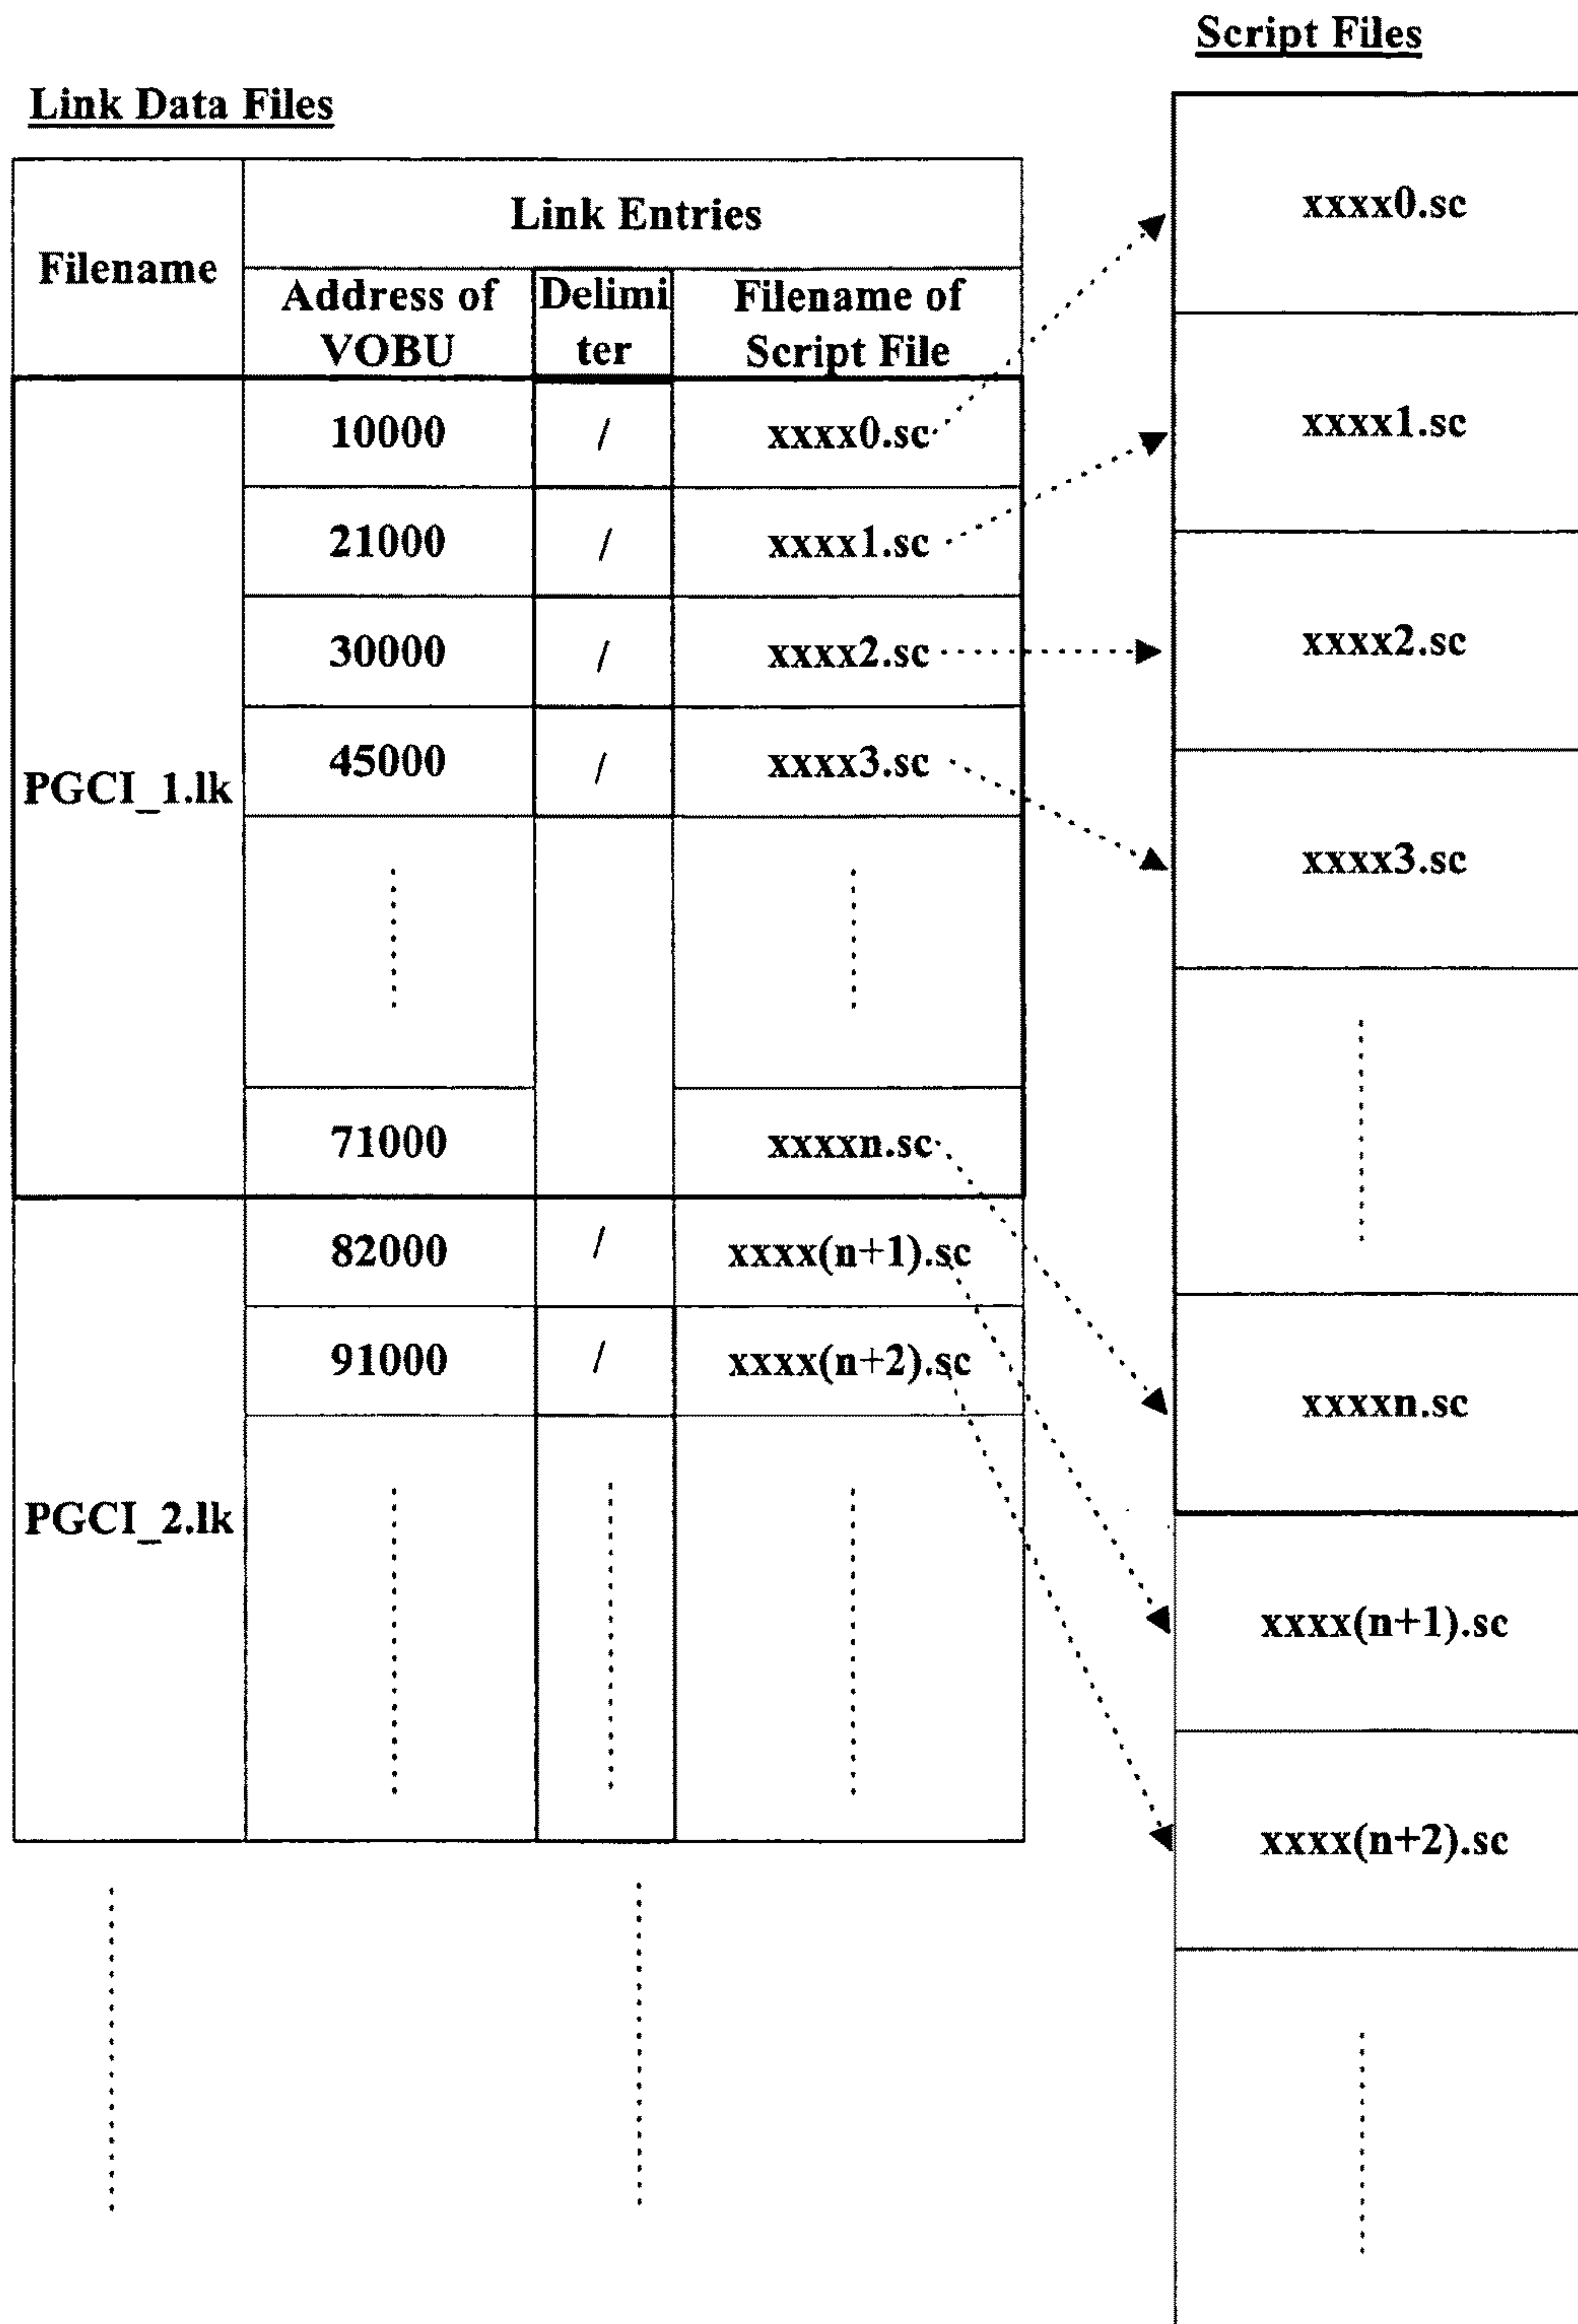 Script Files
Link Data Files
Filename
Link Entries
Address of
VOBU
Delimi
ter
Filename of
Script File
PGCI_1.lk
10000 / xxxx0.sc
21000 / xxxx1.sc
30000 / xxxx2.sc
45000 / xxxx3.sc
71000 xxxxn.sc
PGCI_2.lk
82000 / xxxx(n+1).sc
91000 / xxxx(n+2).sc
xxxx0.sc
xxxx1.sc
xxxx2.sc
xxxx3.sc
xxxxn.sc
xxxx(n+1).sc
xxxx(n+2).sc